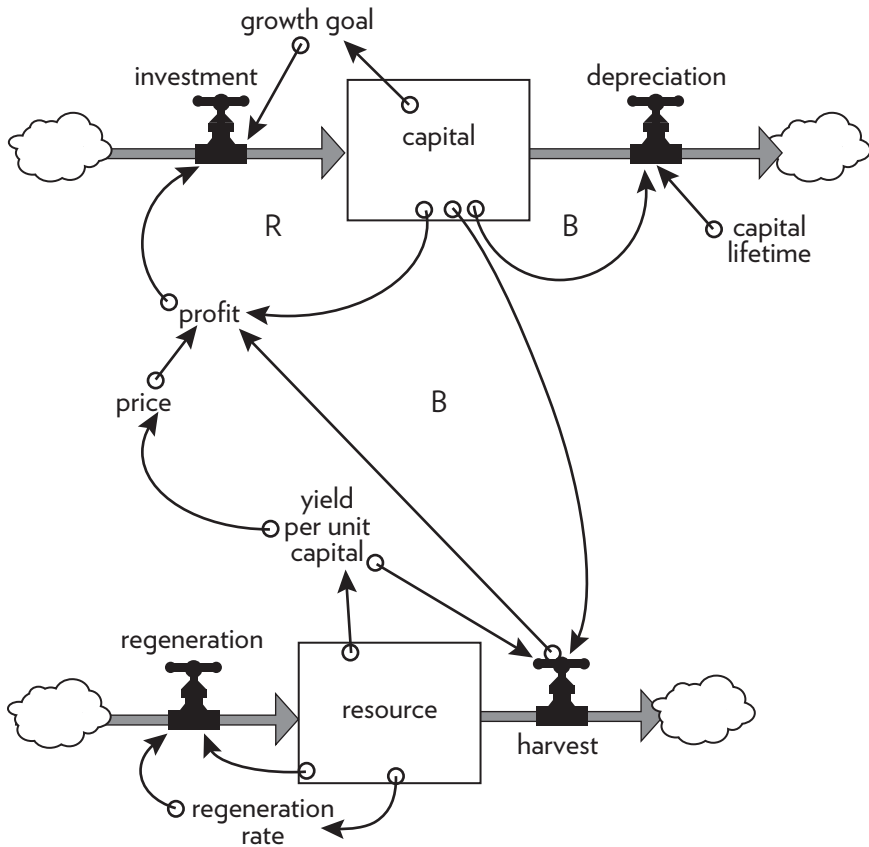 growth goal
investment
depreciation
capital
R
B
capital
lifetime
profit
price
B
yield
per unit
capital
regeneration
resource
harvest
regeneration
rate